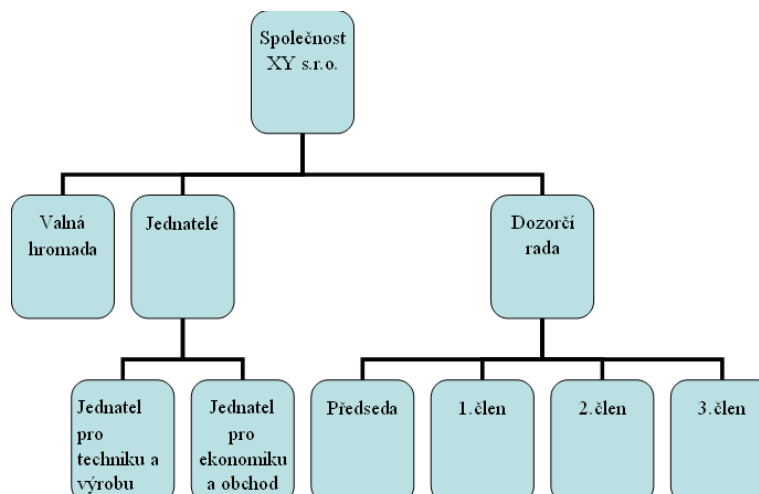 Společnost
XY s.r.o.
Valná
hromada
Jednatelé
Dozorčí
rada
Jednatel
pro
techniku a
výrobu
Jednatel
pro
ekonomiku
a obchod
Předseda
1.člen
2.člen
3.člen